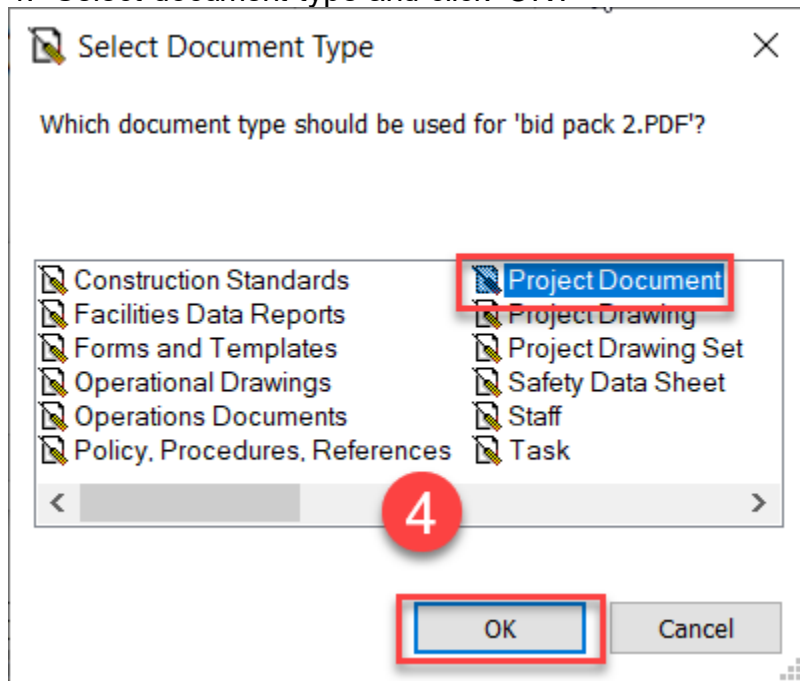 Select Document Type
Which document type should be used for 'bid pack 2.PDF'?
Construction Standards
Facilities Data Reports
Forms and Templates
Operational Drawings
Operations Documents
Policy, Procedures, References
Project Document
Project Drawing
Project Drawing Set
Safety Data Sheet
Staff
Task
4
OK
Cancel